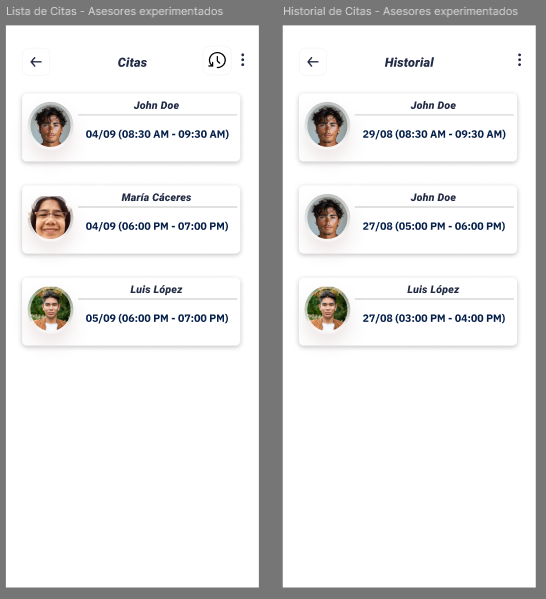 Lista de Citas - Asesores experimentados
Citas
John Doe
04/09 (08:30 AM - 09:30 AM)
María Cáceres
04/09 (06:00 PM - 07:00 PM)
Luis López
05/09 (06:00 PM - 07:00 PM)
Historial de Citas - Asesores experimentados
Historial
John Doe
29/08 (08:30 AM - 09:30 AM)
John Doe
27/08 (05:00 PM - 06:00 PM)
Luis López
27/08 (03:00 PM - 04:00 PM)